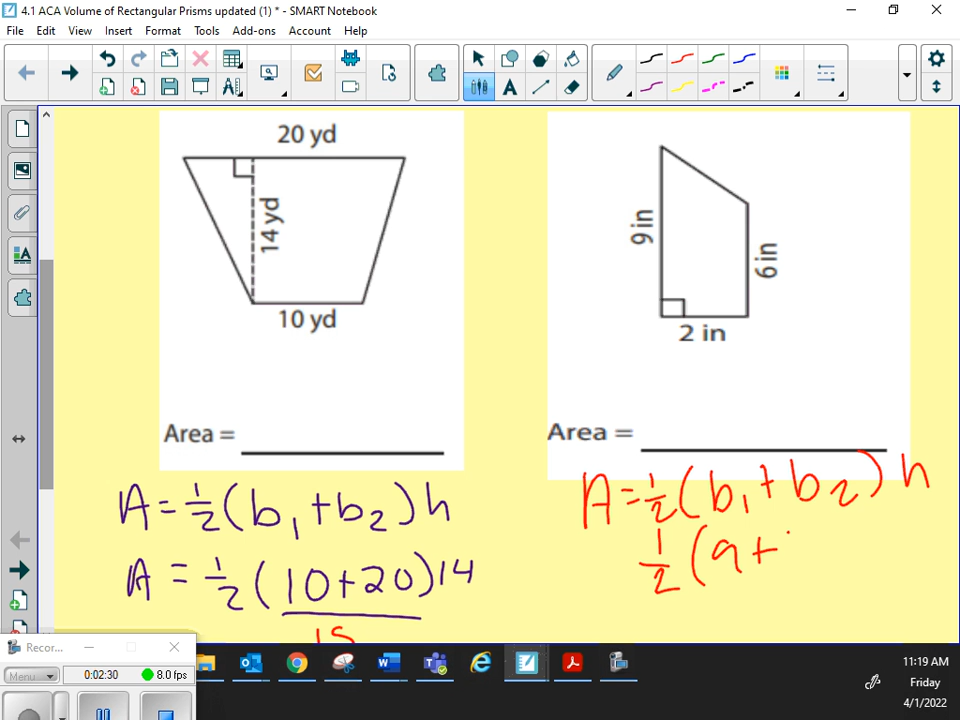 4.1 ACA Volume of Rectangular Prisms updated (1) * - SMART Notebook
File Edit View Insert Format Tools Add-ons Account Help
20 yd
14 yd
10 yd
Area =
A = 1/2 (b₁ + b₂) h
A = 1/2 (10 + 20) 14
15
9 in
6 in
2 in
Area =
A = 1/2 (b₁ + b₂) h
1/2 (9 +
Recor...
Menu
0:02:30
8.0 fps
11:19 AM
Friday
4/1/2022